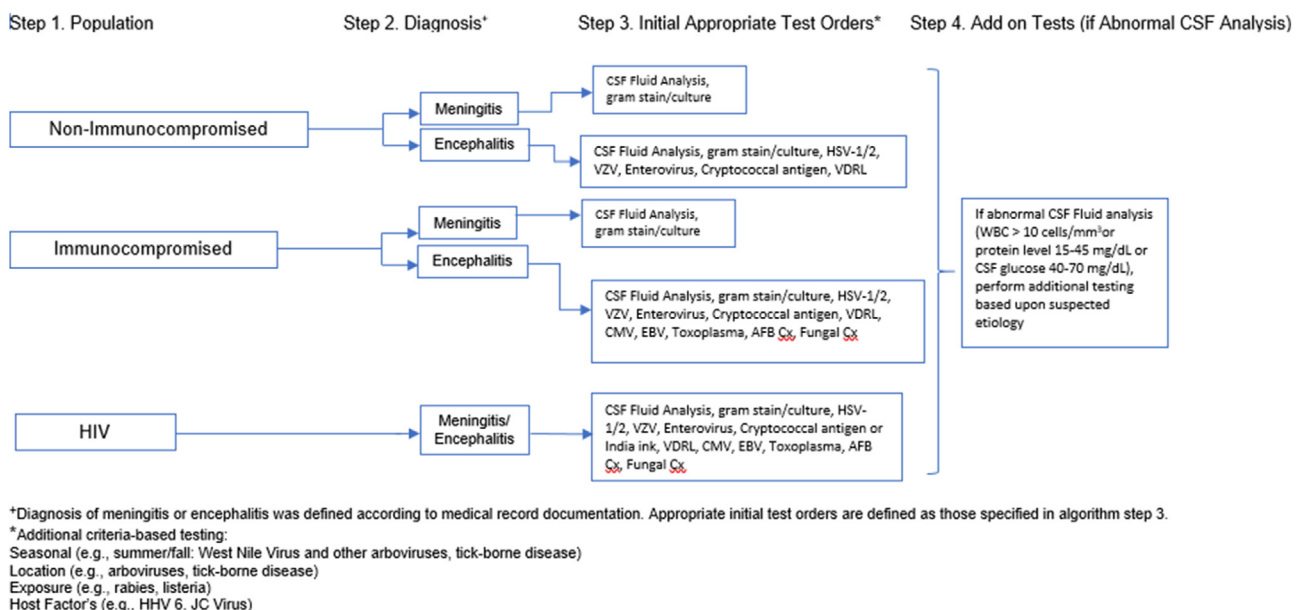 Step 1. Population
Step 2. Diagnosis⁺
Step 3. Initial Appropriate Test Orders*
Step 4. Add on Tests (if Abnormal CSF Analysis)
Non-Immunocompromised
Meningitis
CSF Fluid Analysis,
gram stain/culture
Encephalitis
CSF Fluid Analysis, gram stain/culture, HSV-1/2,
VZV, Enterovirus, Cryptococcal antigen, VDRL
Immunocompromised
Meningitis
CSF Fluid Analysis,
gram stain/culture
Encephalitis
CSF Fluid Analysis, gram stain/culture, HSV-1/2,
VZV, Enterovirus, Cryptococcal antigen, VDRL,
CMV, EBV, Toxoplasma, AFB Cx, Fungal Cx
HIV
Meningitis/
Encephalitis
CSF Fluid Analysis, gram stain/culture, HSV-
1/2, VZV, Enterovirus, Cryptococcal antigen or
India ink, VDRL, CMV, EBV, Toxoplasma, AFB
Cx, Fungal Cx
If abnormal CSF Fluid analysis
(WBC > 10 cells/mm³or
protein level 15-45 mg/dL or
CSF glucose 40-70 mg/dL),
perform additional testing
based upon suspected
etiology
⁺Diagnosis of meningitis or encephalitis was defined according to medical record documentation. Appropriate initial test orders are defined as those specified in algorithm step 3.
*Additional criteria-based testing:
Seasonal (e.g., summer/fall: West Nile Virus and other arboviruses, tick-borne disease)
Location (e.g., arboviruses, tick-borne disease)
Exposure (e.g., rabies, listeria)
Host Factor's (e.g., HHV 6, JC Virus)